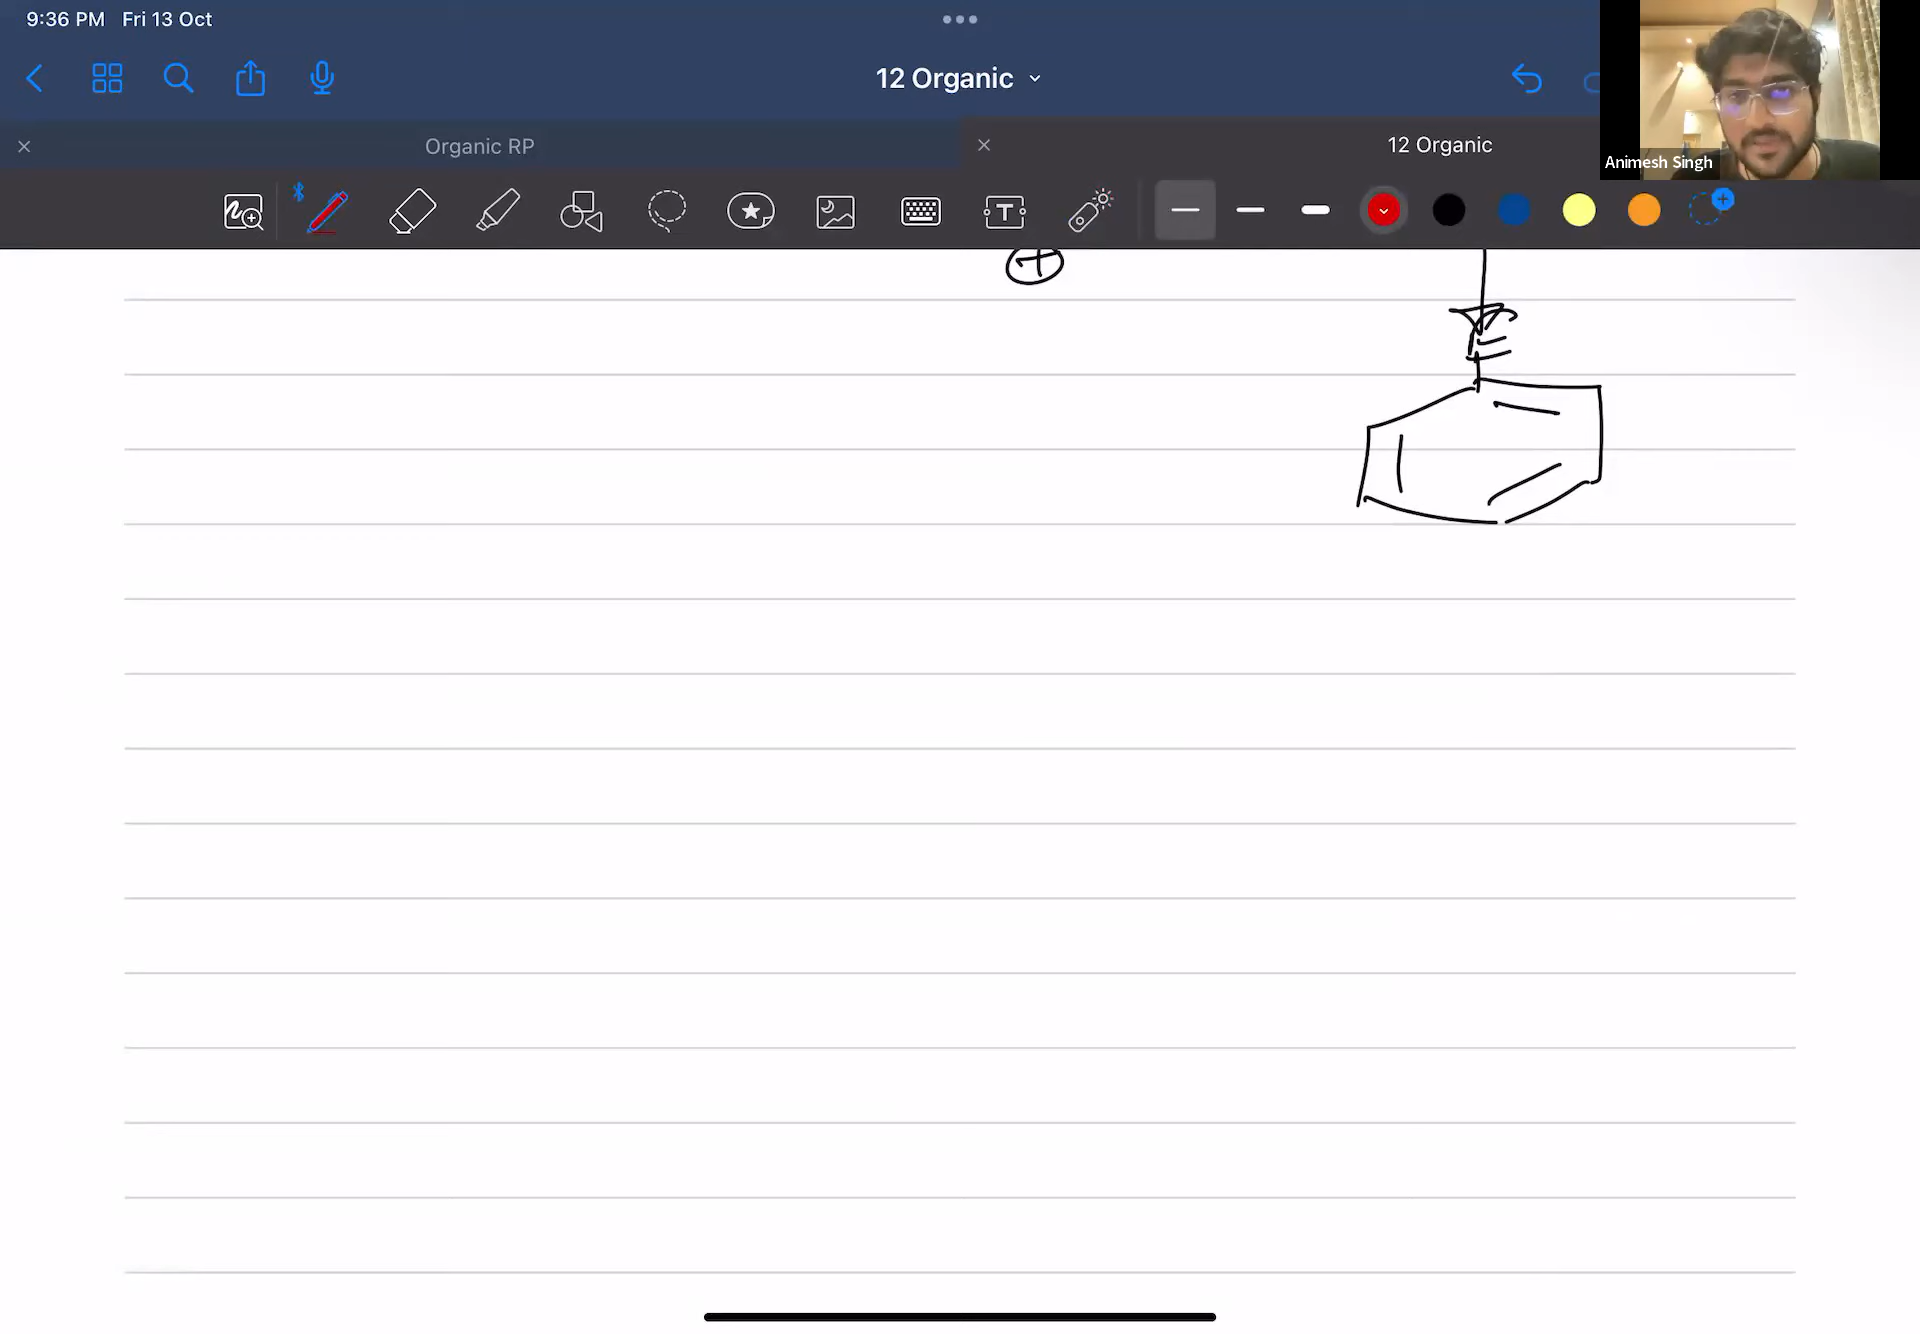 9:36 PM Fri 13 Oct
12 Organic
Organic RP
12 Organic
Animesh Singh
T
+
E